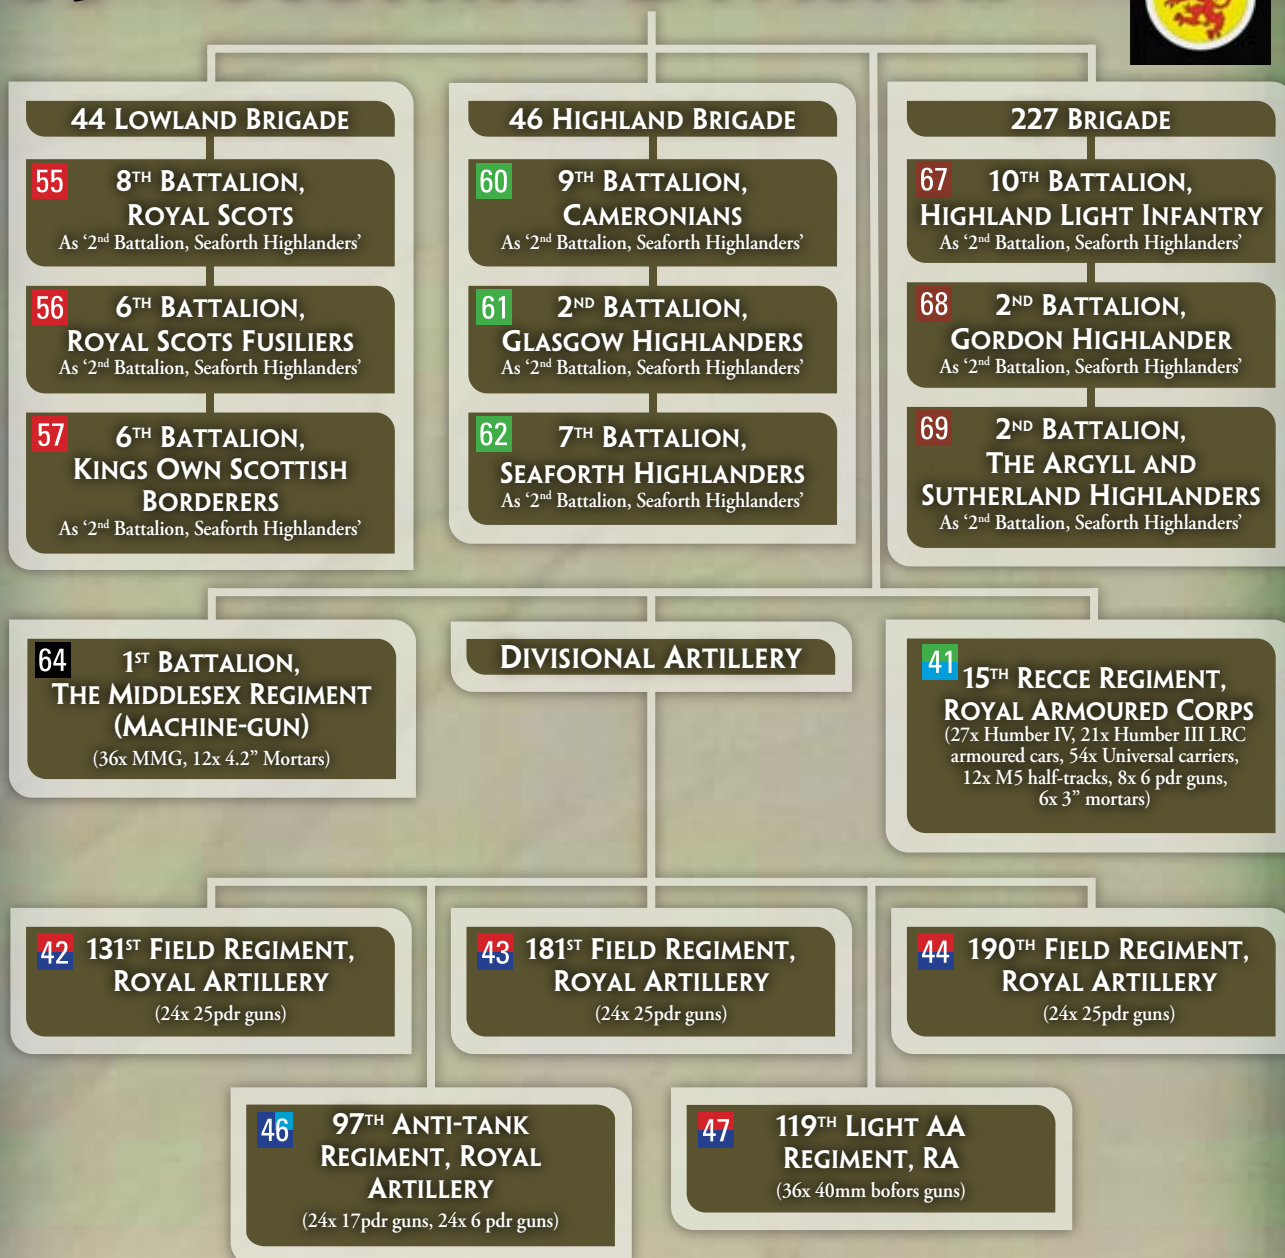 44 LOWLAND BRIGADE
55
8TH BATTALION,
ROYAL SCOTS
As ‘2nd Battalion, Seaforth Highlanders’
56
6TH BATTALION,
ROYAL SCOTS FUSILIERS
As ‘2nd Battalion, Seaforth Highlanders’
57
6TH BATTALION,
KINGS OWN SCOTTISH
BORDERERS
As ‘2nd Battalion, Seaforth Highlanders’
46 HIGHLAND BRIGADE
60
9TH BATTALION,
CAMERONIANS
As ‘2nd Battalion, Seaforth Highlanders’
61
2ND BATTALION,
GLASGOW HIGHLANDERS
As ‘2nd Battalion, Seaforth Highlanders’
62
7TH BATTALION,
SEAFORTH HIGHLANDERS
As ‘2nd Battalion, Seaforth Highlanders’
227 BRIGADE
67
10TH BATTALION,
HIGHLAND LIGHT INFANTRY
As ‘2nd Battalion, Seaforth Highlanders’
68
2ND BATTALION,
GORDON HIGHLANDER
As ‘2nd Battalion, Seaforth Highlanders’
69
2ND BATTALION,
THE ARGYLL AND
SUTHERLAND HIGHLANDERS
As ‘2nd Battalion, Seaforth Highlanders’
64
1ST BATTALION,
THE MIDDLESEX REGIMENT
(MACHINE-GUN)
(36x MMG, 12x 4.2” Mortars)
DIVISIONAL ARTILLERY
41
15TH RECCE REGIMENT,
ROYAL ARMOURED CORPS
(27x Humber IV, 21x Humber III LRC
armoured cars, 54x Universal carriers,
12x M5 half-tracks, 8x 6 pdr guns,
6x 3” mortars)
42
131ST FIELD REGIMENT,
ROYAL ARTILLERY
(24x 25pdr guns)
43
181ST FIELD REGIMENT,
ROYAL ARTILLERY
(24x 25pdr guns)
44
190TH FIELD REGIMENT,
ROYAL ARTILLERY
(24x 25pdr guns)
46
97TH ANTI-TANK
REGIMENT, ROYAL
ARTILLERY
(24x 17pdr guns, 24x 6 pdr guns)
47
119TH LIGHT AA
REGIMENT, RA
(36x 40mm bofors guns)